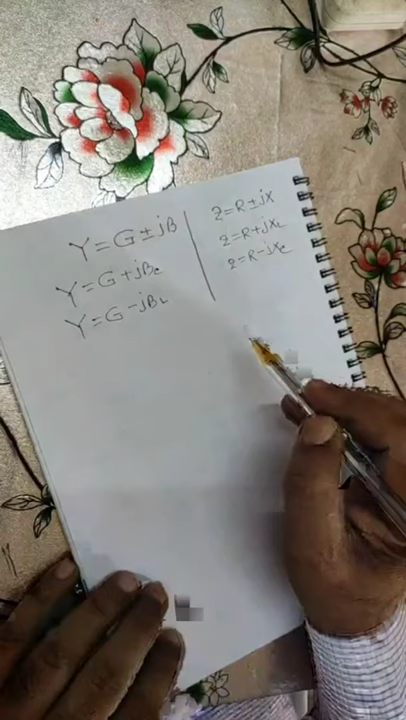 Y=G±jB
Y=G+jBc
Y=G-jBL
Z=R±jX
Z=R+jXL
Z=R-jXc